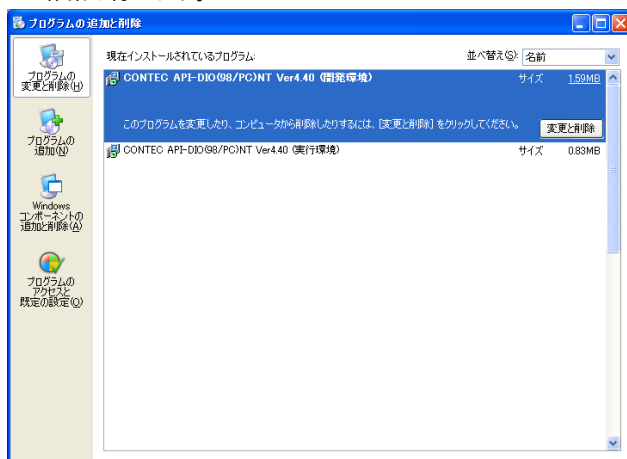 プログラムの追加と削除
現在インストールされているプログラム:
並べ替え(S): 名前
プログラムの
変更と削除(H)
プログラムの
追加(N)
Windows
コンポーネントの
追加と削除(A)
プログラムの
アクセスと
既定の設定(O)
CONTEC API-DIO(98/PC)NT Ver4.40 (開発環境) サイズ 1.59MB
このプログラムを変更したり、コンピュータから削除したりするには、[変更と削除] をクリックしてください。
変更と削除
CONTEC API-DIO(98/PC)NT Ver4.40 (実行環境) サイズ 0.83MB